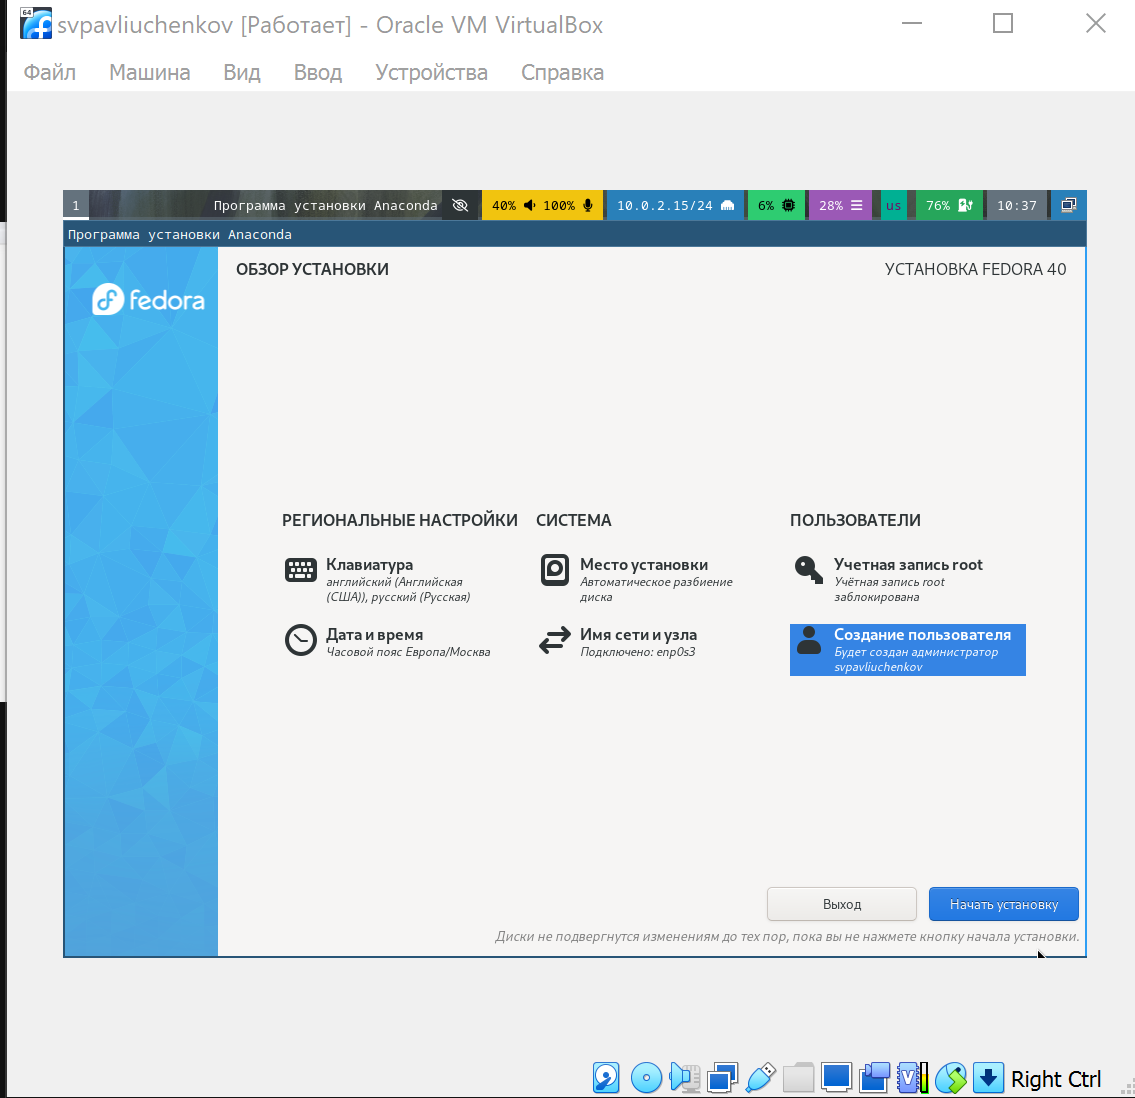 64
svpavliuchenkov [Работает] - Oracle VM VirtualBox
Файл Машина Вид Ввод Устройства Справка
1 Программа установки Anaconda 40% 100% 10.0.2.15/24 6% 28% us 76% 10:37
Программа установки Anaconda
fedora
ОБЗОР УСТАНОВКИ
УСТАНОВКА FEDORA 40
РЕГИОНАЛЬНЫЕ НАСТРОЙКИ
Клавиатура
английский (Английская
(США)), русский (Русская)
Дата и время
Часовой пояс Европа/Москва
СИСТЕМА
Место установки
Автоматическое разбиение
диска
Имя сети и узла
Подключено: enp0s3
ПОЛЬЗОВАТЕЛИ
Учетная запись root
Учётная запись root
заблокирована
Создание пользователя
Будет создан администратор
svpavliuchenkov
Выход
Начать установку
Диски не подвергнутся изменениям до тех пор, пока вы не нажмете кнопку начала установки.
Right Ctrl